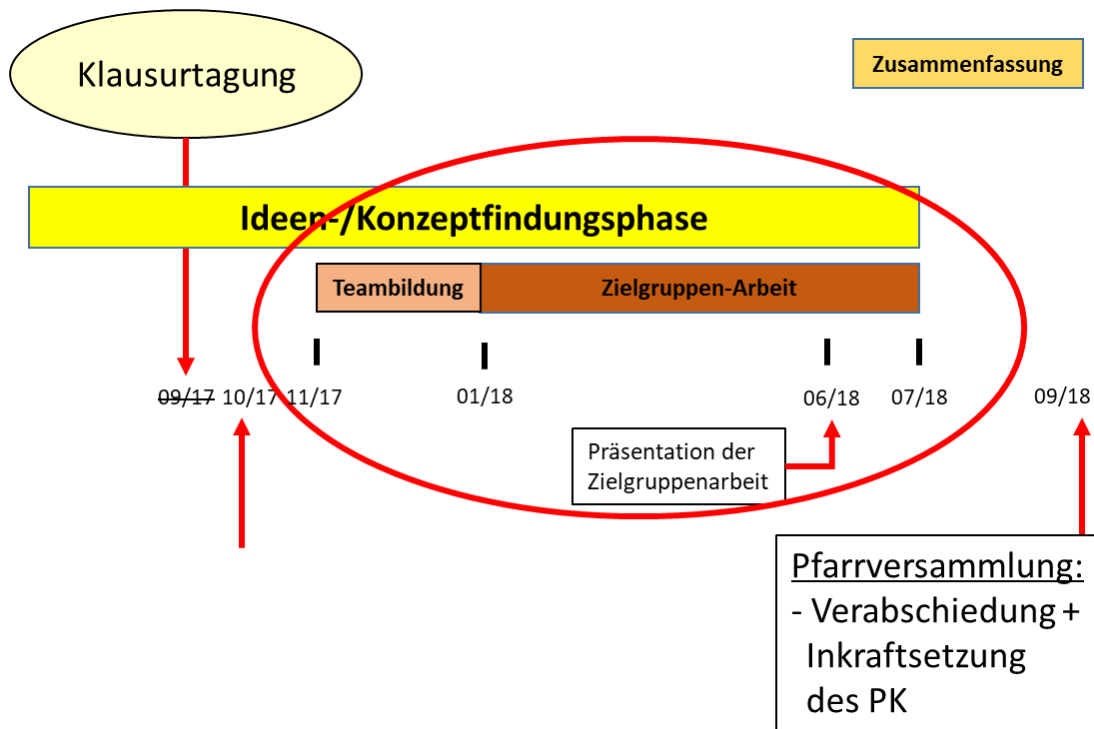 Klausurtagung
Zusammenfassung
Ideen-/Konzeptfindungsphase
Teambildung
Zielgruppen-Arbeit
09/17 10/17 11/17 01/18 06/18 07/18 09/18
Präsentation der
Zielgruppenarbeit
Pfarrversammlung:
- Verabschiedung +
Inkraftsetzung
des PK